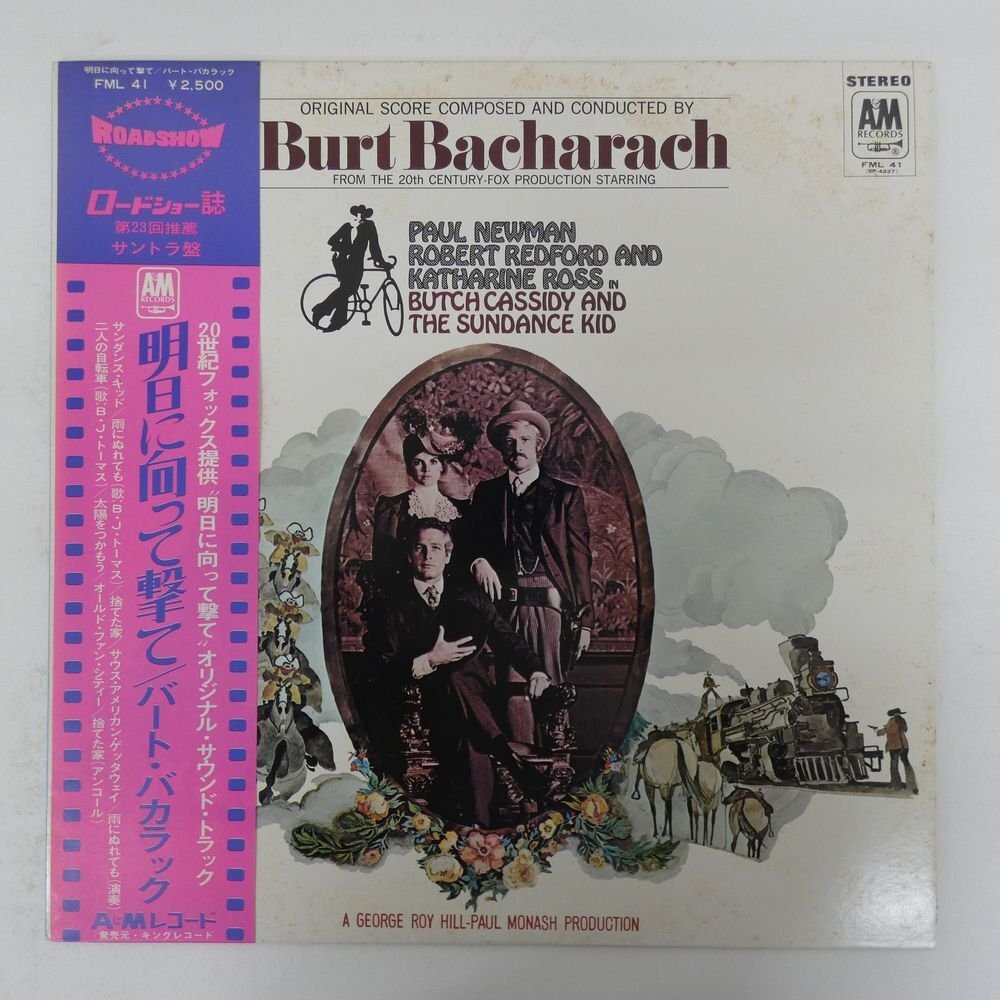 明日に向って撃て/バート・バカラック
FML 41 ¥2,500
ROADSHOW
ロードショー誌
第23回推薦
サントラ盤
A&M
RECORDS
20世紀フォックス提供〝明日に向って撃て〟オリジナル・サウンド・トラック
明日に向って撃て/バート・バカラック
サンダンス・キッド/雨にぬれても(歌:B・J・トーマス)/捨てた家/サウス・アメリカン・ゲッタウェイ/雨にぬれても(演奏)
二人の自転車(歌:B・J・トーマス)/太陽をつかもう/オールド・ファン・シティー/捨てた家(アンコール)
A&Mレコード
発売元・キングレコード
ORIGINAL SCORE COMPOSED AND CONDUCTED BY
Burt Bacharach
FROM THE 20th CENTURY-FOX PRODUCTION STARRING
PAUL NEWMAN
ROBERT REDFORD AND
KATHARINE ROSS IN
BUTCH CASSIDY AND
THE SUNDANCE KID
STEREO
A&M
RECORDS
®
FML 41
(SP-4227)
A GEORGE ROY HILL-PAUL MONASH PRODUCTION